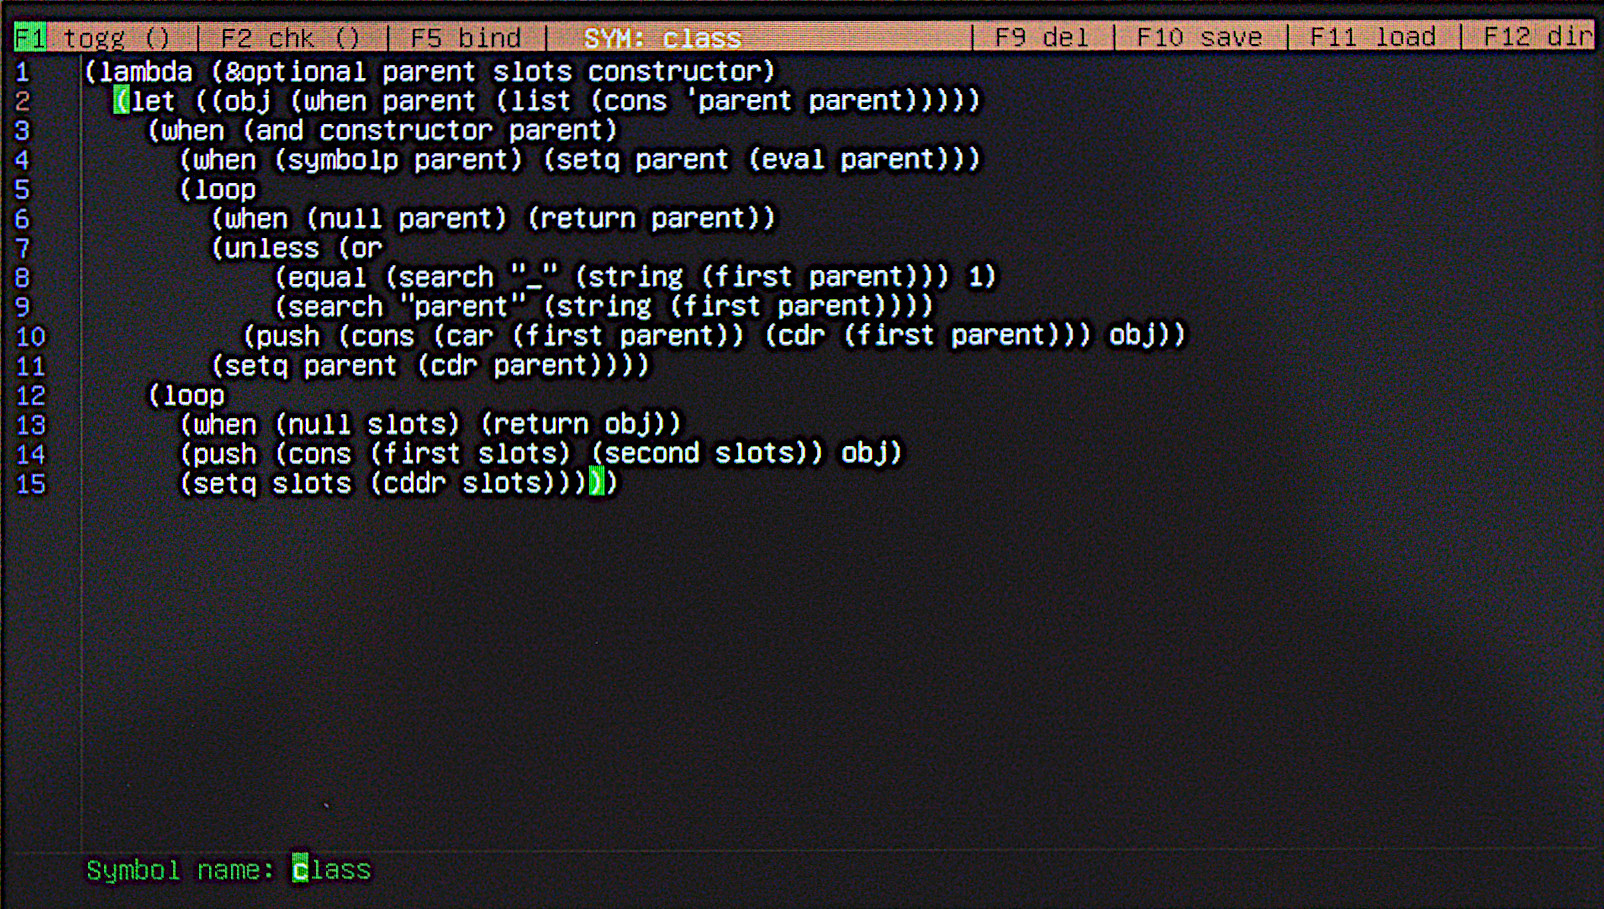 F1 togg () | F2 chk () | F5 bind | SYM: class | F9 del | F10 save | F11 load | F12 dir
1 (lambda (&optional parent slots constructor)
2 (let ((obj (when parent (list (cons 'parent parent)))))
3 (when (and constructor parent)
4 (when (symbolp parent) (setq parent (eval parent)))
5 (loop
6 (when (null parent) (return parent))
7 (unless (or
8 (equal (search "_" (string (first parent))) 1)
9 (search "parent" (string (first parent))))
10 (push (cons (car (first parent)) (cdr (first parent))) obj))
11 (setq parent (cdr parent))))
12 (loop
13 (when (null slots) (return obj))
14 (push (cons (first slots) (second slots)) obj)
15 (setq slots (cddr slots)))))
Symbol name: class